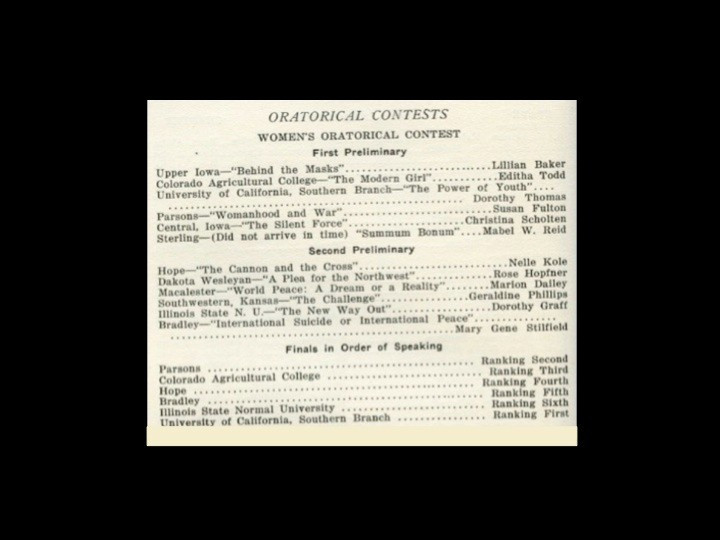 ORATORICAL CONTESTS
WOMEN'S ORATORICAL CONTEST
First Preliminary
Upper Iowa—"Behind the Masks"..........................Lillian Baker
Colorado Agricultural College—"The Modern Girl"............Editha Todd
University of California, Southern Branch—"The Power of Youth"....
.................................................. Dorothy Thomas
Parsons—"Womanhood and War"...........................Susan Fulton
Central, Iowa—"The Silent Force".....................Christina Scholten
Sterling—(Did not arrive in time) "Summum Bonum"....Mabel W. Reid
Second Preliminary
Hope—"The Cannon and the Cross"..........................Nelle Kole
Dakota Wesleyan—"A Plea for the Northwest".............Rose Hopfner
Macalester—"World Peace: A Dream or a Reality"........Marion Dailey
Southwestern, Kansas—"The Challenge"...............Geraldine Phillips
Illinois State N. U.—"The New Way Out".................Dorothy Graff
Bradley—"International Suicide or International Peace"..............
................................................Mary Gene Stilfield
Finals in Order of Speaking
Parsons ............................................. Ranking Second
Colorado Agricultural College .......................... Ranking Third
Hope ................................................ Ranking Fourth
Bradley .............................................. Ranking Fifth
Illinois State Normal University ........................ Ranking Sixth
University of California, Southern Branch ............... Ranking First